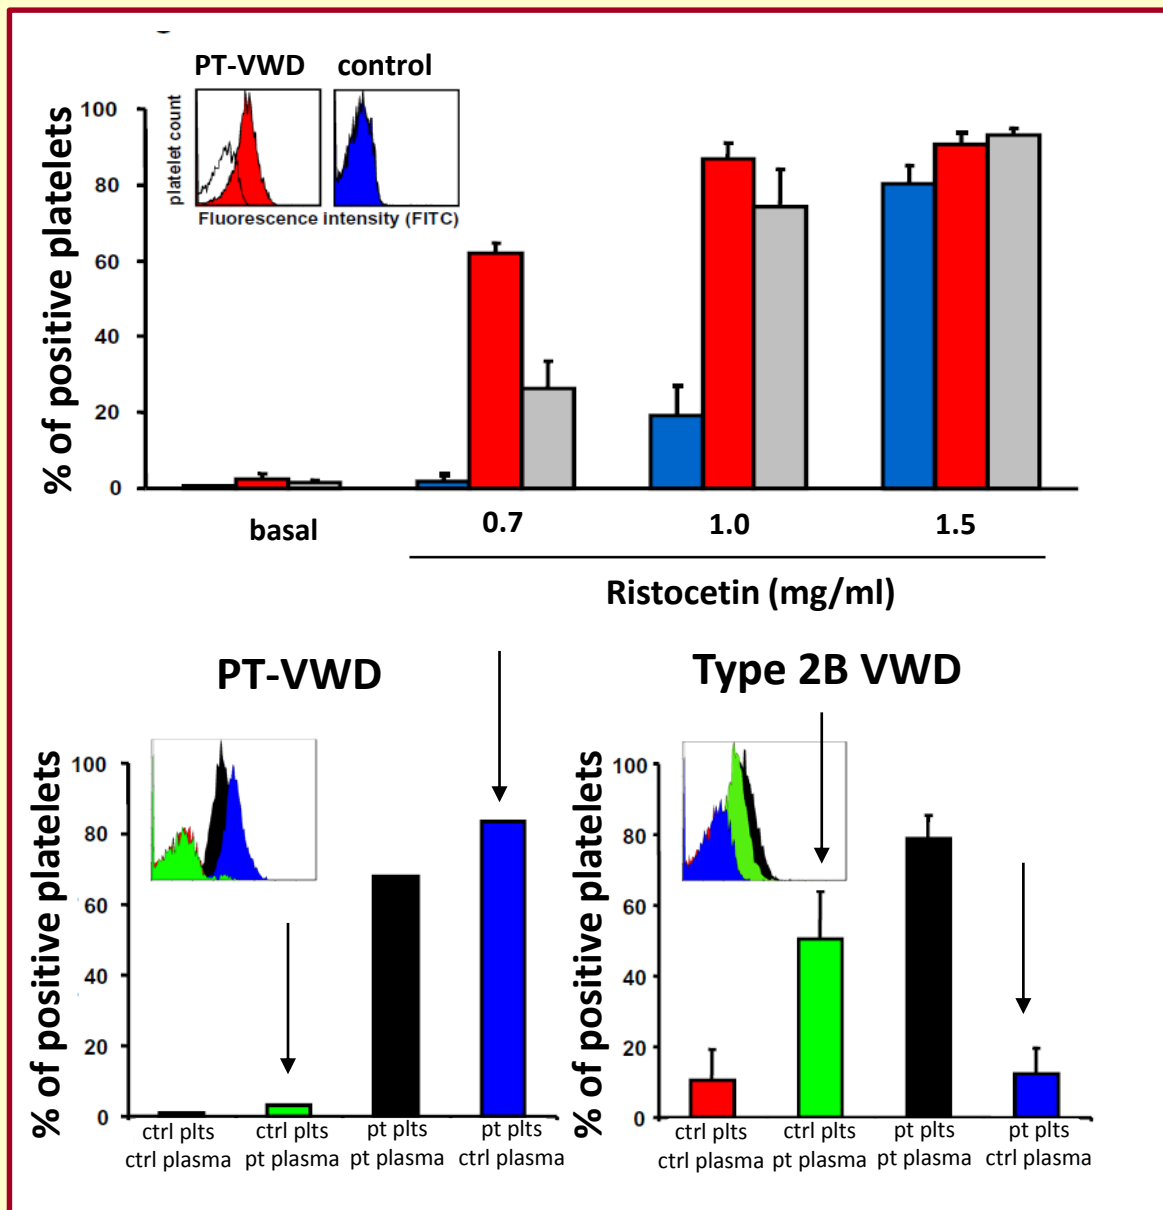 PT-VWD control
platelet count
Fluorescence intensity (FITC)
% of positive platelets
100
80
60
40
20
0
basal 0.7 1.0 1.5
Ristocetin (mg/ml)
PT-VWD
% of positive platelets
100
80
60
40
20
0
ctrl plts ctrl plts pt plts pt plts
ctrl plasma pt plasma pt plasma ctrl plasma
Type 2B VWD
% of positive platelets
100
80
60
40
20
0
ctrl plts ctrl plts pt plts pt plts
ctrl plasma pt plasma pt plasma ctrl plasma